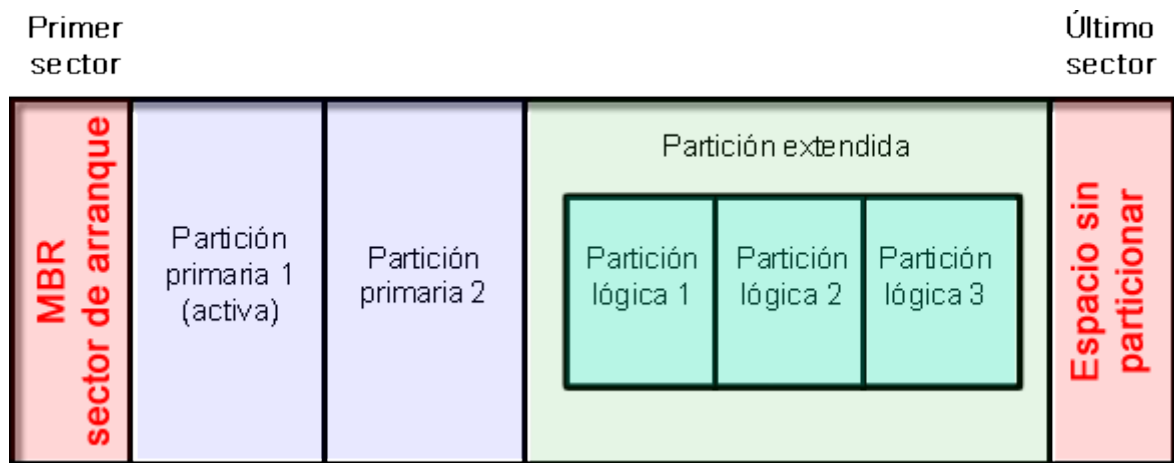 Primer
sector
Último
sector
MBR
sector de arranque
Partición
primaria 1
(activa)
Partición
primaria 2
Partición extendida
Partición
lógica 1
Partición
lógica 2
Partición
lógica 3
Espacio sin
particionar